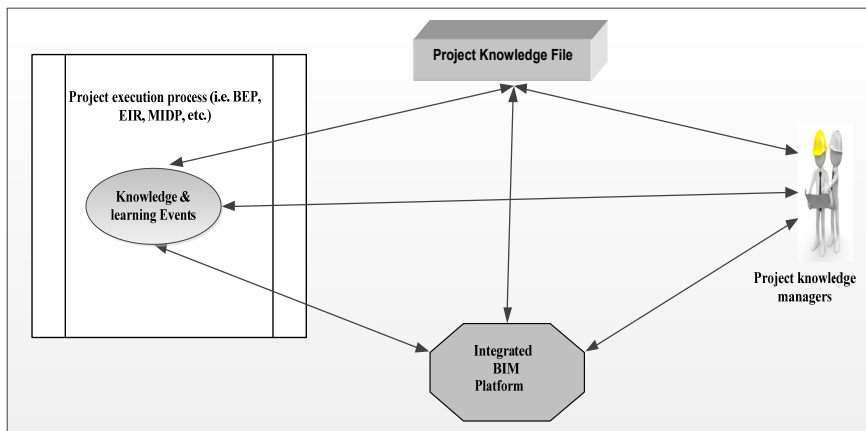 Project Knowledge File
Project execution process (i.e. BEP,
EIR, MIDP, etc.)
Knowledge &
learning Events
Project knowledge
managers
Integrated
BIM
Platform